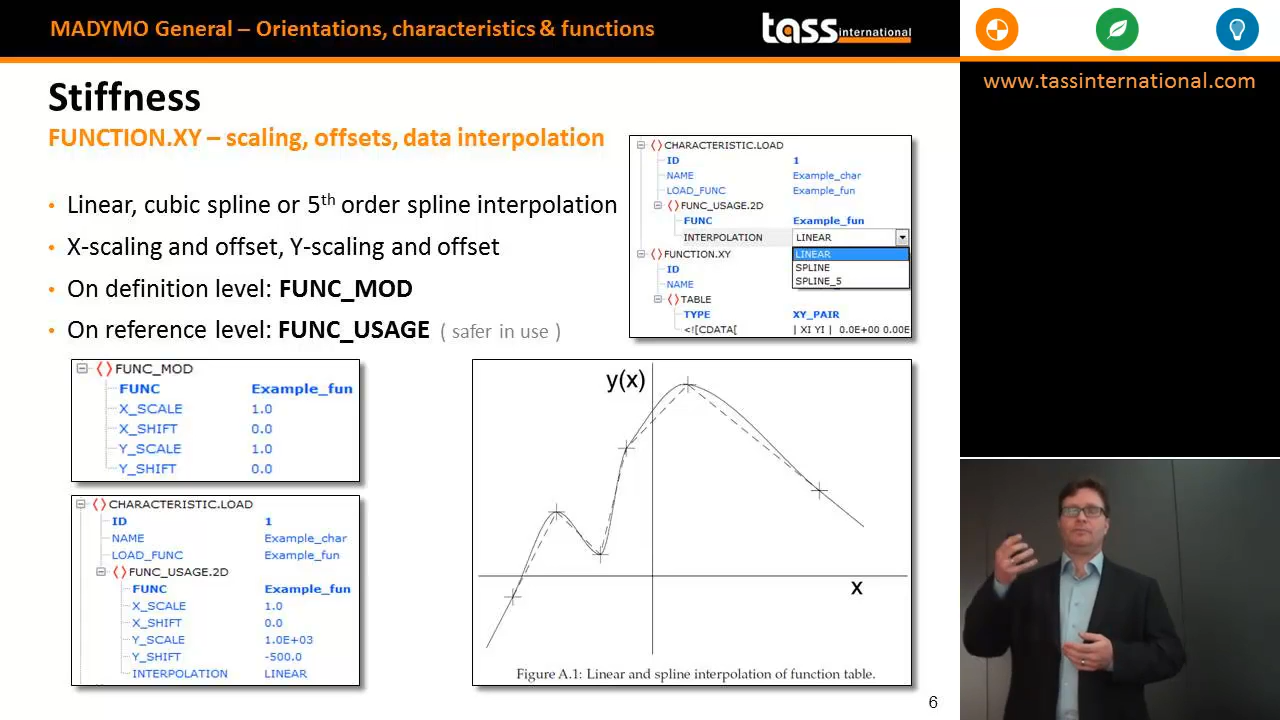 MADYMO General – Orientations, characteristics & functions
tass international
www.tassinternational.com
Stiffness
FUNCTION.XY – scaling, offsets, data interpolation
• Linear, cubic spline or 5th order spline interpolation
• X-scaling and offset, Y-scaling and offset
• On definition level: FUNC_MOD
• On reference level: FUNC_USAGE ( safer in use )
CHARACTERISTIC.LOAD
ID 1
NAME Example_char
LOAD_FUNC Example_fun
FUNC_USAGE.2D
FUNC Example_fun
INTERPOLATION LINEAR
LINEAR
FUNCTION.XY
SPLINE
ID
SPLINE_5
NAME
TABLE
TYPE XY_PAIR
<![CDATA[ | XI YI | 0.0E+00 0.00E
FUNC_MOD
FUNC Example_fun
X_SCALE 1.0
X_SHIFT 0.0
Y_SCALE 1.0
Y_SHIFT 0.0
CHARACTERISTIC.LOAD
ID 1
NAME Example_char
LOAD_FUNC Example_fun
FUNC_USAGE.2D
FUNC Example_fun
X_SCALE 1.0
X_SHIFT 0.0
Y_SCALE 1.0E+03
Y_SHIFT -500.0
INTERPOLATION LINEAR
y(x)
x
Figure A.1: Linear and spline interpolation of function table.
6